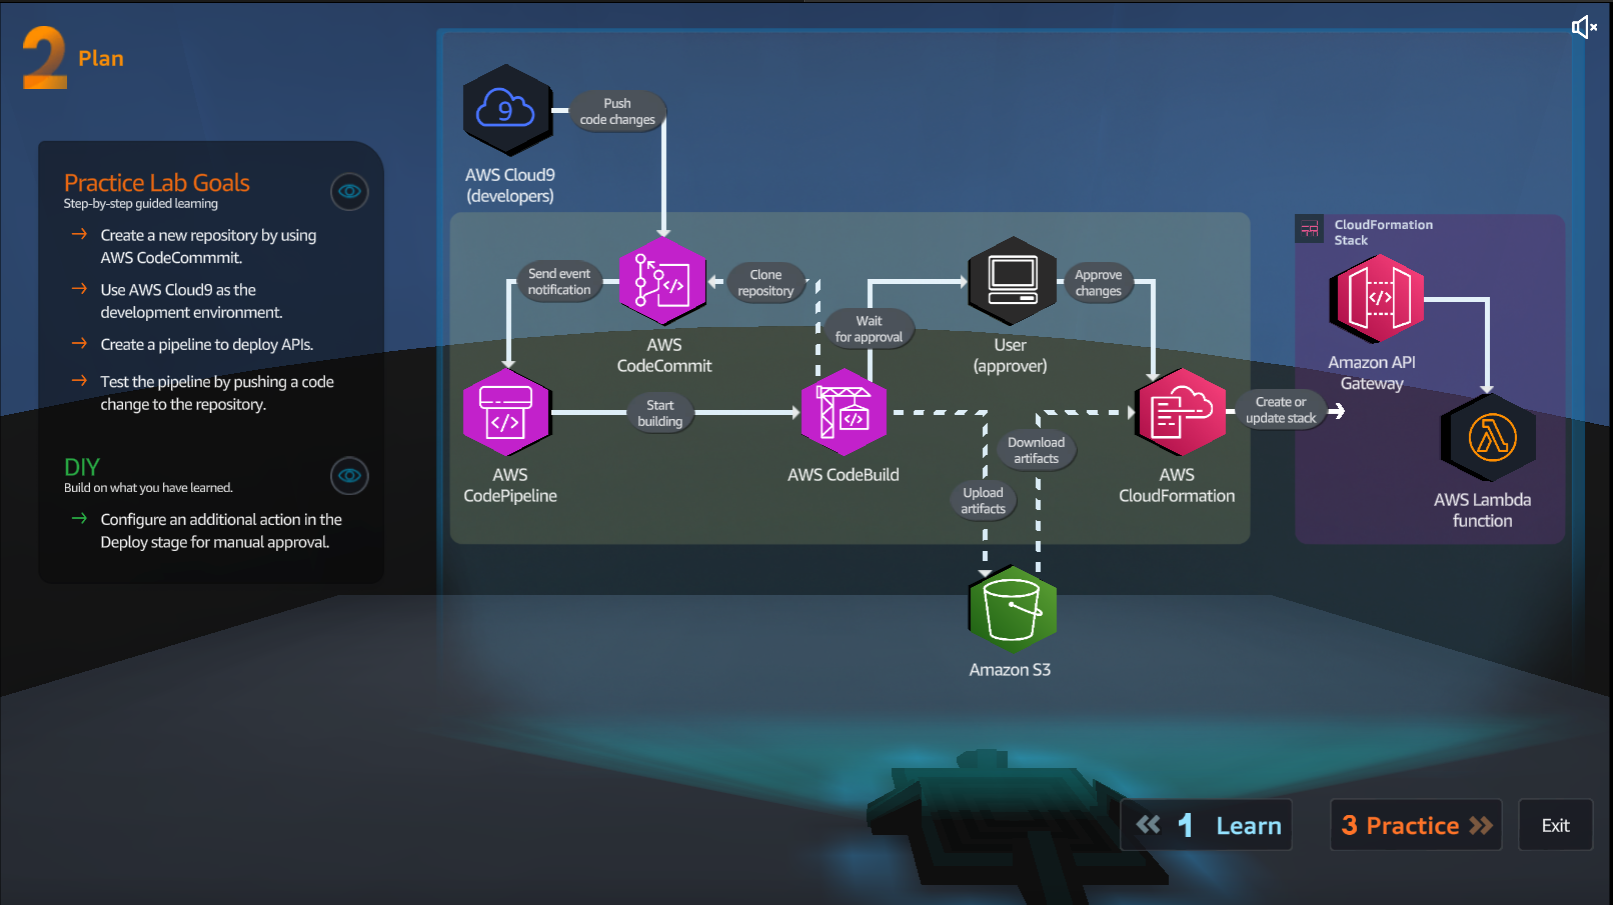 2 Plan
Practice Lab Goals
Step-by-step guided learning
Create a new repository by using
AWS CodeCommmit.
Use AWS Cloud9 as the
development environment.
Create a pipeline to deploy APIs.
Test the pipeline by pushing a code
change to the repository.
DIY
Build on what you have learned.
Configure an additional action in the
Deploy stage for manual approval.
9
Push
code changes
AWS Cloud9
(developers)
Send event
notification
Clone
repository
AWS
CodeCommit
Wait
for approval
User
(approver)
Approve
changes
AWS
CodePipeline
Start
building
AWS CodeBuild
Upload
artifacts
Download
artifacts
Amazon S3
AWS
CloudFormation
Create or
update stack
CloudFormation
Stack
Amazon API
Gateway
AWS Lambda
function
1 Learn
3 Practice
Exit